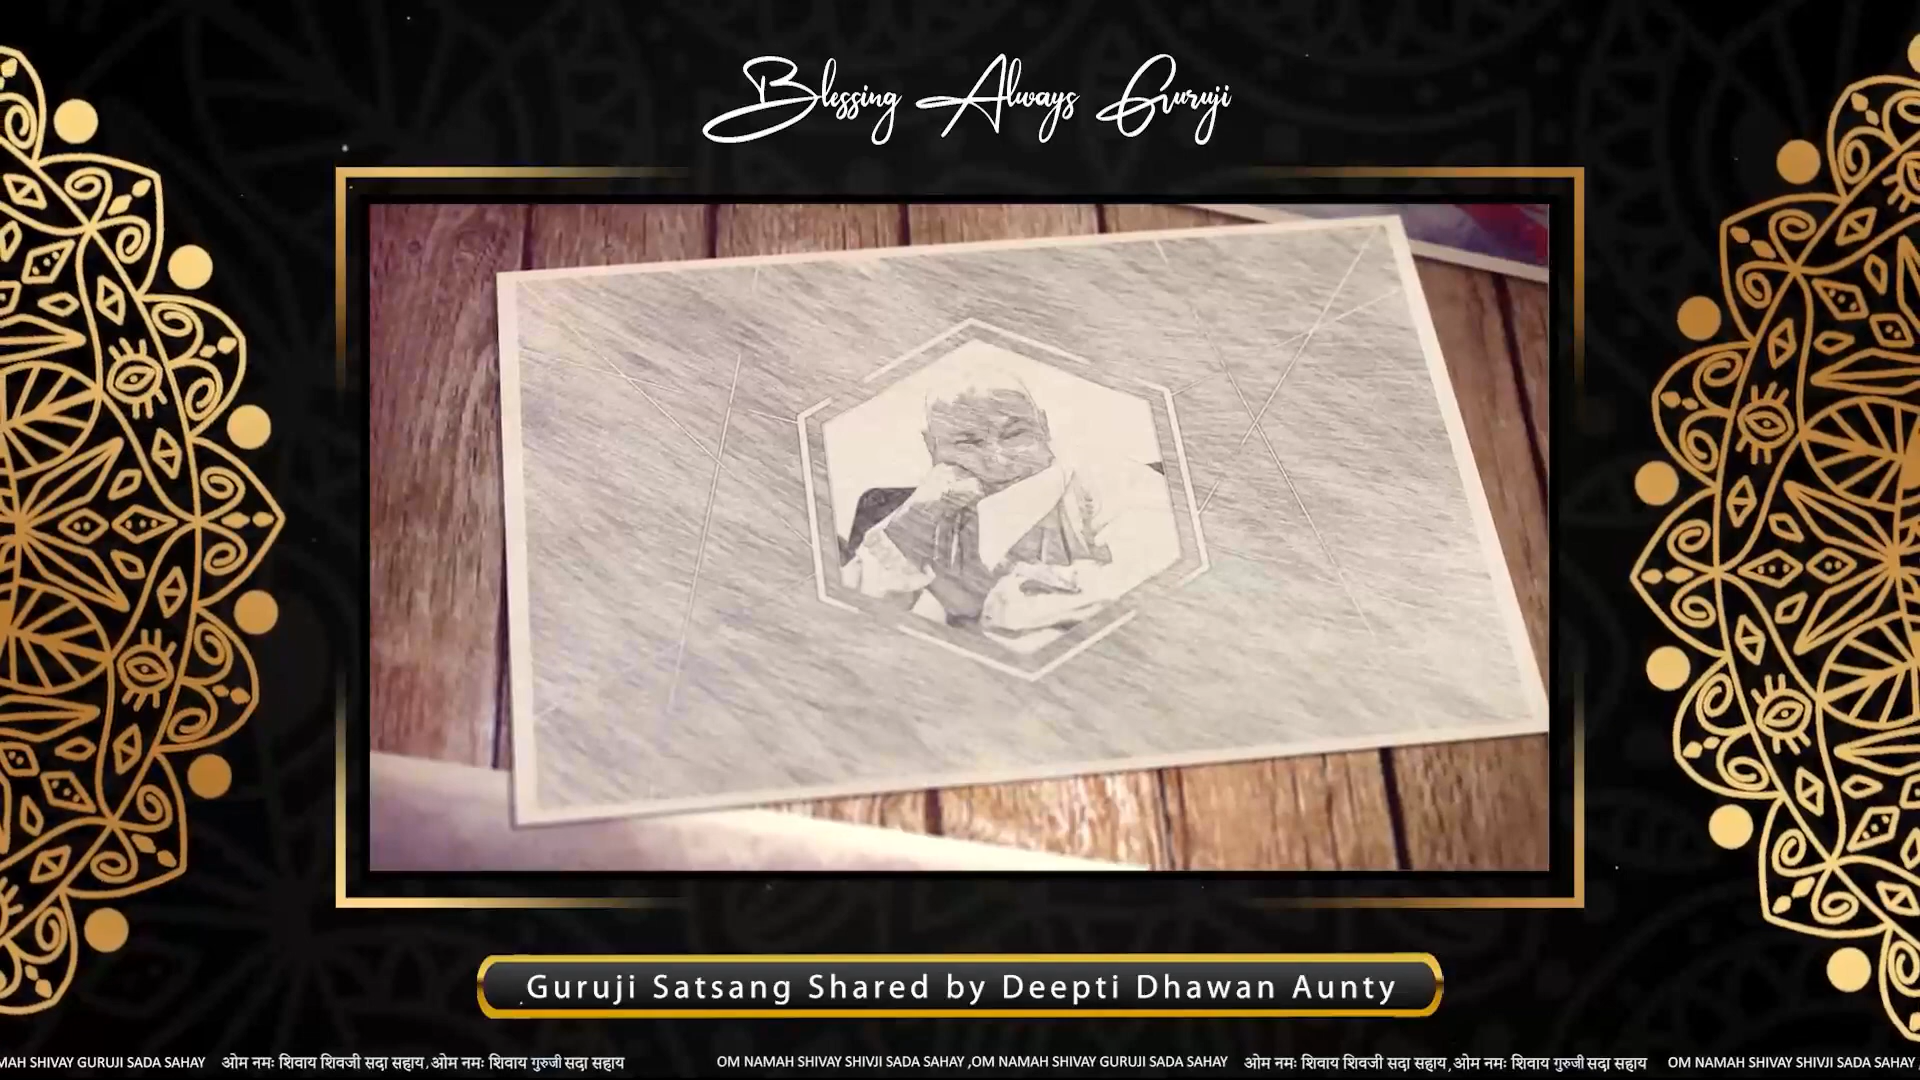 Blessing Always Guruji
Guruji Satsang Shared by Deepti Dhawan Aunty
SHIVAY GURUJI SADA SAHAY ओम नमः शिवाय शिवजी सदा सहाय, ओम नमः शिवाय गुरुजी सदा सहाय OM NAMAH SHIVAY SHIVJI SADA SAHAY ,OM NAMAH SHIVAY GURUJI SADA SAHAY ओम नमः शिवाय शिवजी सदा सहाय, ओम नमः शिवाय गुरुजी सदा सहाय OM NAMAH SHIVAY SHIVJI SADA SAHAY